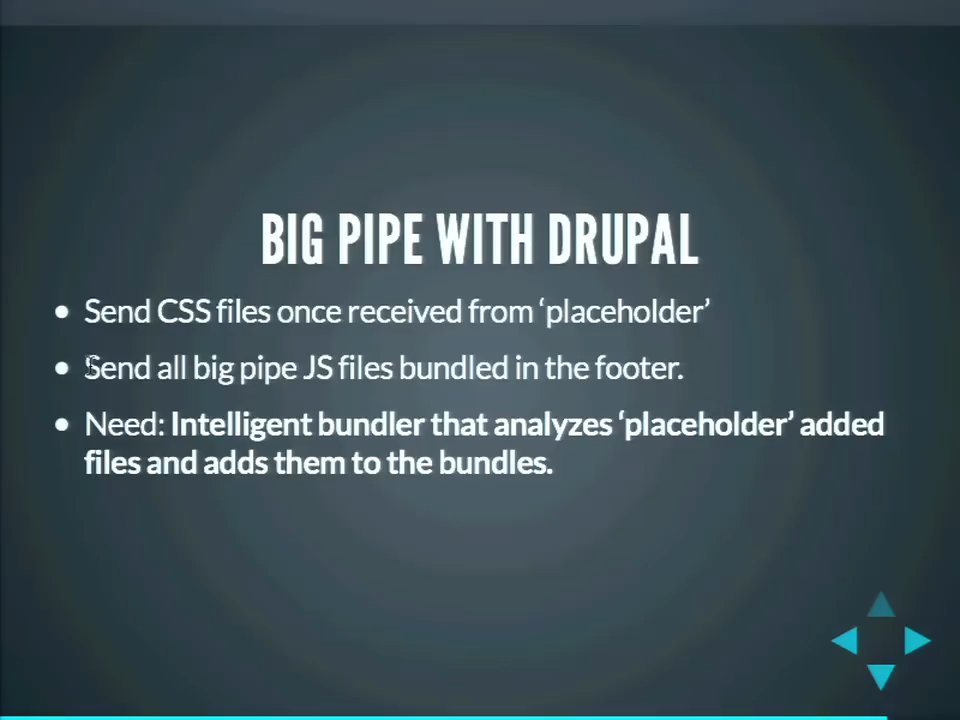 BIG PIPE WITH DRUPAL
• Send CSS files once received from ‘placeholder’
• Send all big pipe JS files bundled in the footer.
• Need: Intelligent bundler that analyzes ‘placeholder’ added
files and adds them to the bundles.